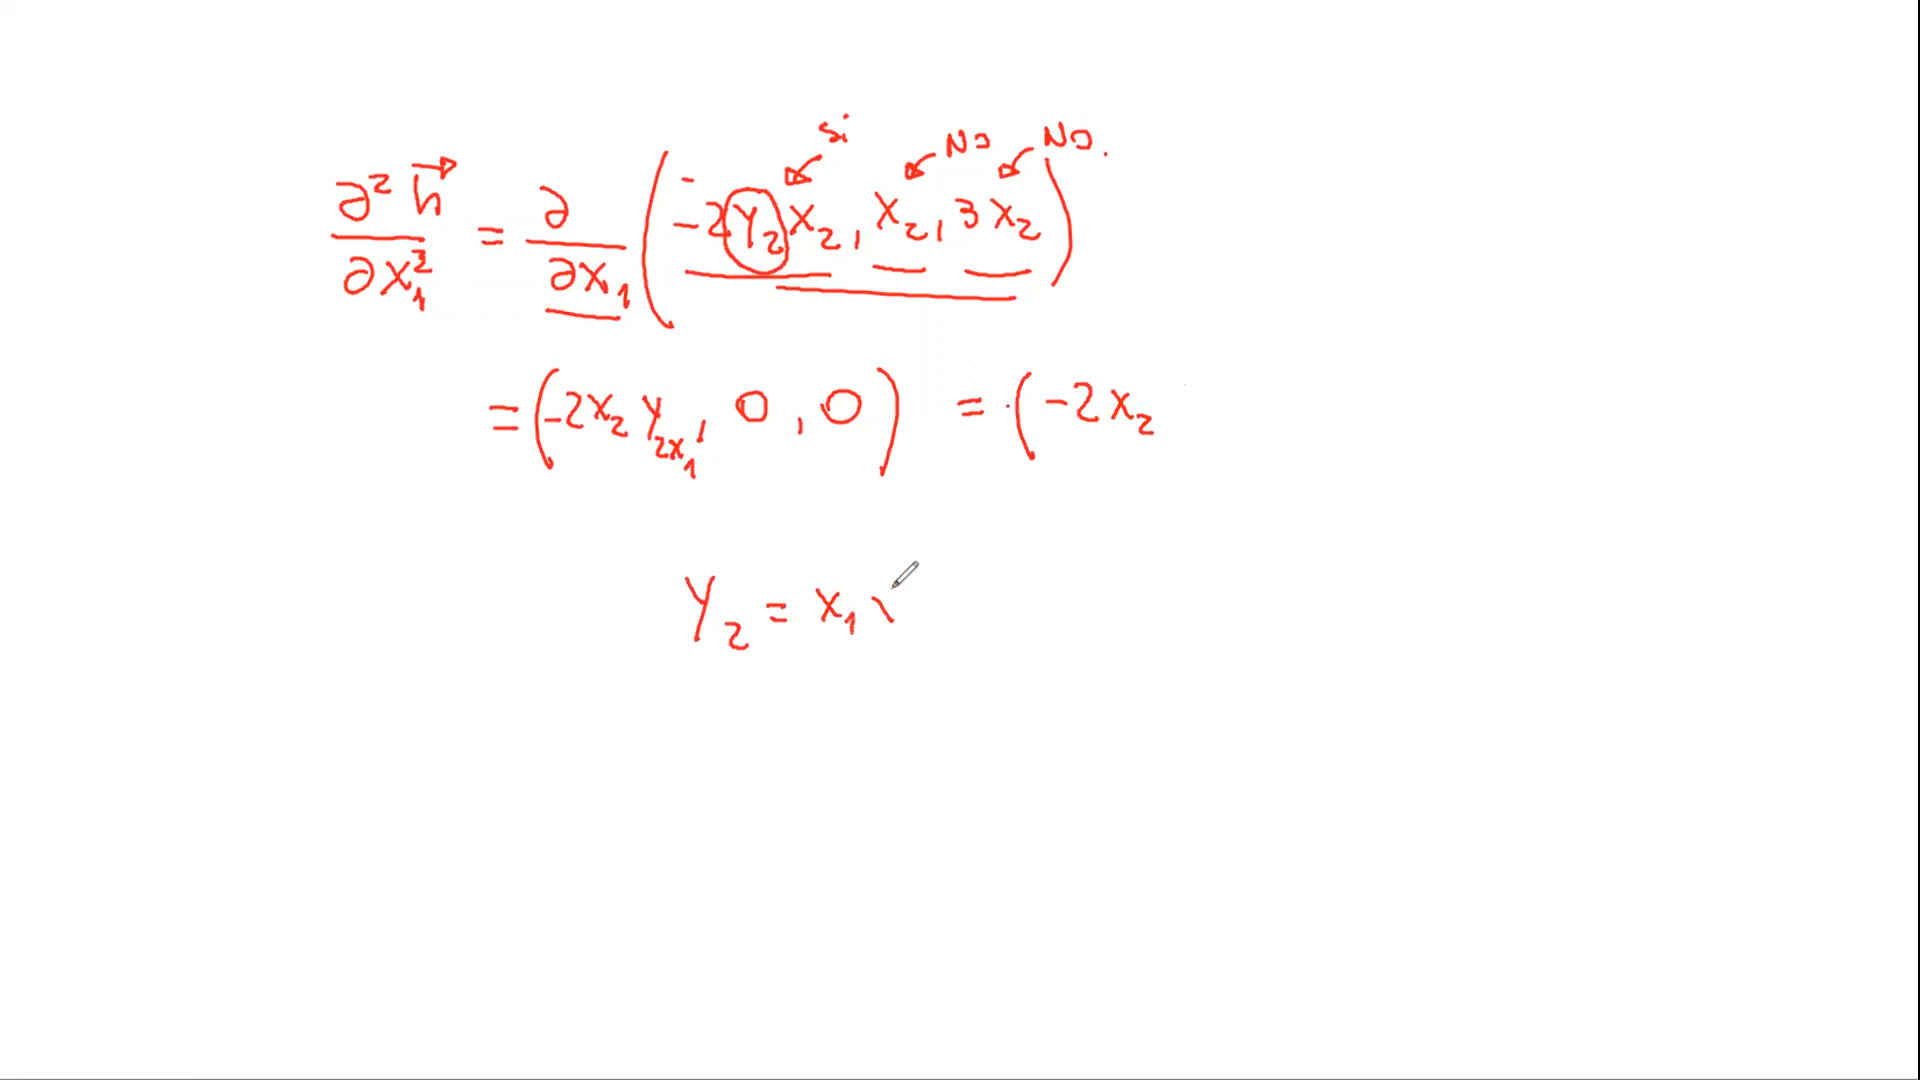 si NO NO.
∂²h⃗/∂x₁² = ∂/∂x₁ (-2y₂x₂, x₂, 3x₂)
= (-2x₂ y₂ₓ₁, 0, 0) = (-2x₂
y₂ = x₁